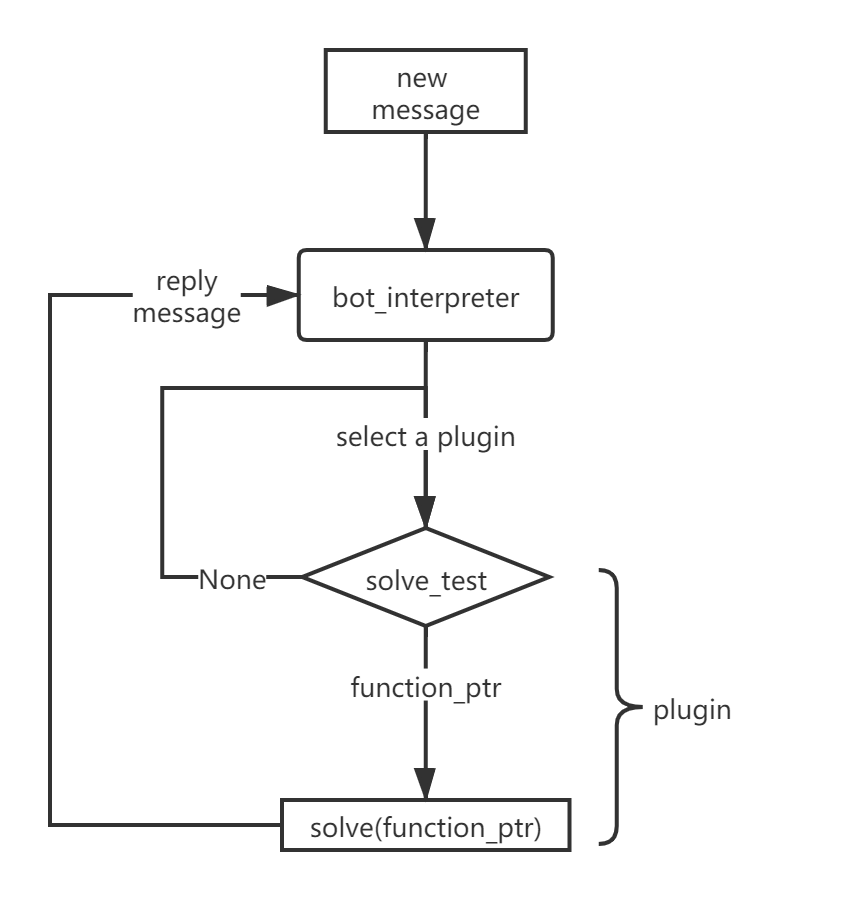 new
message
reply
message
bot_interpreter
select a plugin
None
solve_test
function_ptr
plugin
solve(function_ptr)